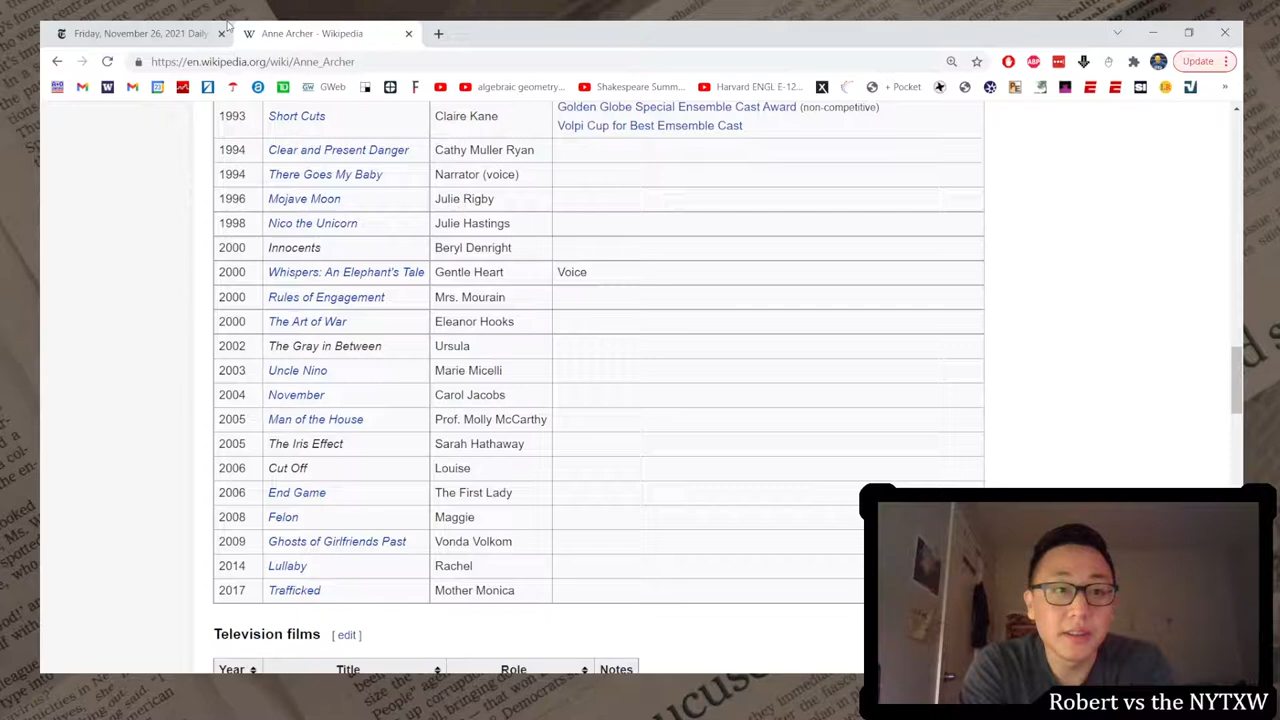 Friday, November 26, 2021 Daily
Anne Archer - Wikipedia
https://en.wikipedia.org/wiki/Anne_Archer
Update
GWeb
algebraic geometry...
Shakespeare Summ...
Harvard ENGL E-12...
+ Pocket
1993 Short Cuts Claire Kane Golden Globe Special Ensemble Cast Award (non-competitive)
Volpi Cup for Best Emsemble Cast
1994 Clear and Present Danger Cathy Muller Ryan
1994 There Goes My Baby Narrator (voice)
1996 Mojave Moon Julie Rigby
1998 Nico the Unicorn Julie Hastings
2000 Innocents Beryl Denright
2000 Whispers: An Elephant's Tale Gentle Heart Voice
2000 Rules of Engagement Mrs. Mourain
2000 The Art of War Eleanor Hooks
2002 The Gray in Between Ursula
2003 Uncle Nino Marie Micelli
2004 November Carol Jacobs
2005 Man of the House Prof. Molly McCarthy
2005 The Iris Effect Sarah Hathaway
2006 Cut Off Louise
2006 End Game The First Lady
2008 Felon Maggie
2009 Ghosts of Girlfriends Past Vonda Volkom
2014 Lullaby Rachel
2017 Trafficked Mother Monica
Television films [ edit ]
Year Title Role Notes
Robert vs the NYTXW